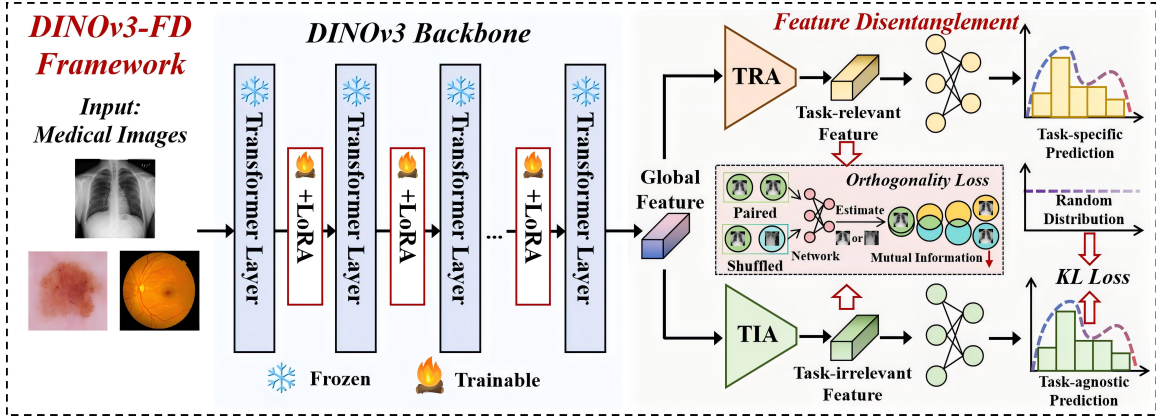 DINOv3-FD
Framework
Input:
Medical Images
DINOv3 Backbone
Transformer Layer
+LoRA
Transformer Layer
+LoRA
Transformer Layer
...
+LoRA
Transformer Layer
Frozen
Trainable
Global
Feature
Feature Disentanglement
TRA
Task-relevant
Feature
Task-specific
Prediction
Orthogonality Loss
Paired
Shuffled
Network
Estimate
or
Mutual Information
Random
Distribution
KL Loss
TIA
Task-irrelevant
Feature
Task-agnostic
Prediction